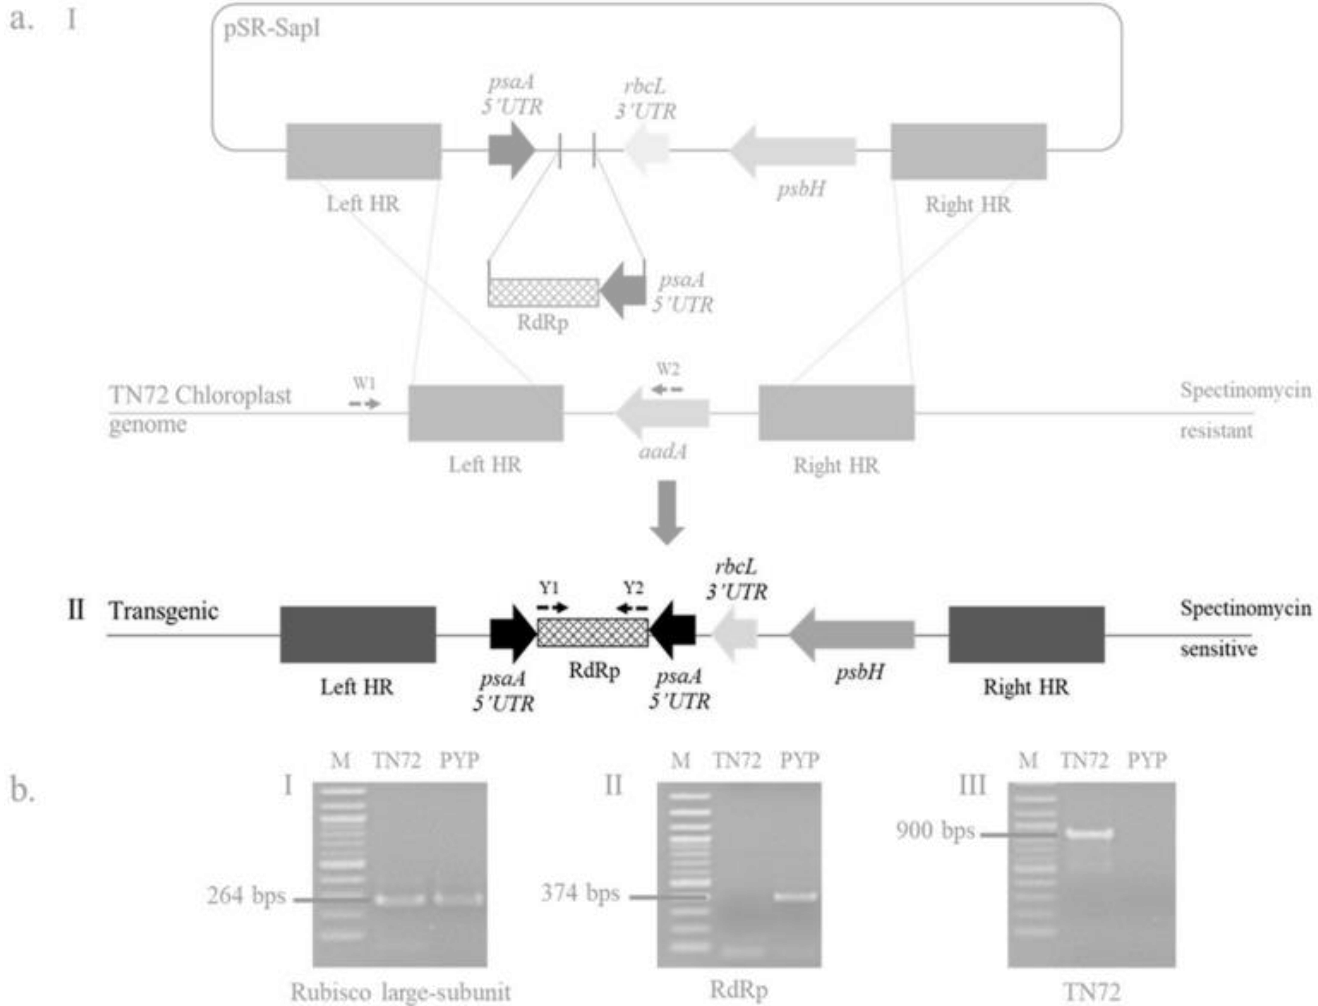 a. I
pSR-SapI
psaA
5'UTR
rbcL
3'UTR
psbH
Left HR
Right HR
psaA
5'UTR
RdRp
W1
W2
TN72 Chloroplast
genome
Spectinomycin
resistant
aadA
Left HR
Right HR
rbcL
3'UTR
Y1
Y2
II Transgenic
Spectinomycin
sensitive
Left HR
psaA
5'UTR
RdRp
psaA
5'UTR
psbH
Right HR
b.
I
M TN72 PYP
264 bps
Rubisco large-subunit
II
M TN72 PYP
374 bps
RdRp
III
M TN72 PYP
900 bps
TN72